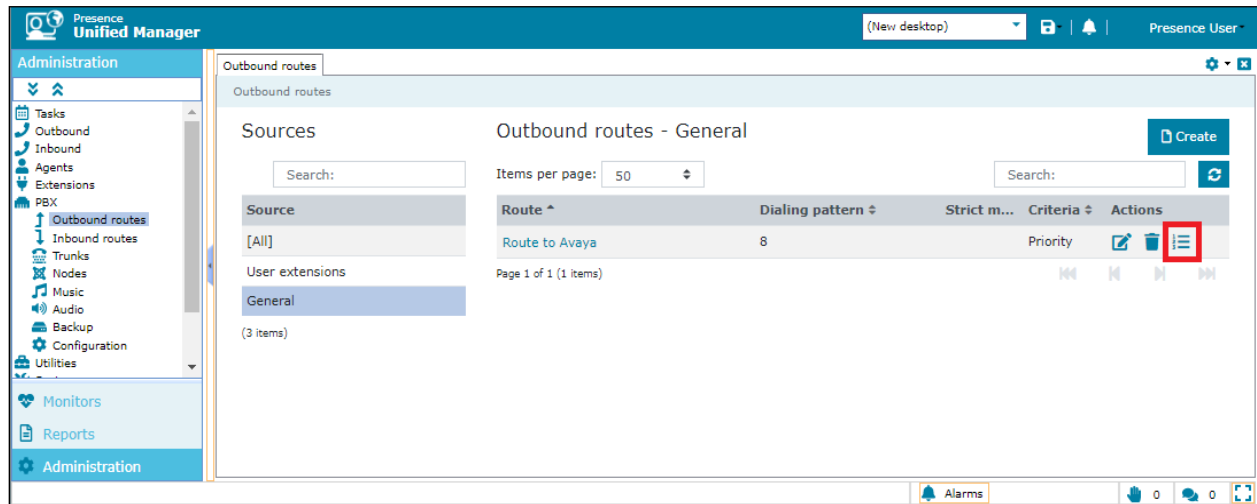 Presence
Unified Manager
(New desktop)
Presence User
Administration
Outbound routes
Outbound routes
Tasks
Outbound
Inbound
Agents
Extensions
PBX
Outbound routes
Inbound routes
Trunks
Nodes
Music
Audio
Backup
Configuration
Utilities
Monitors
Reports
Administration
Sources
Search:
Source
[All]
User extensions
General
(3 items)
Outbound routes - General
Create
Items per page: 50
Search:
Route Dialing pattern Strict m... Criteria Actions
Route to Avaya 8 Priority
Page 1 of 1 (1 items)
Alarms 0 0